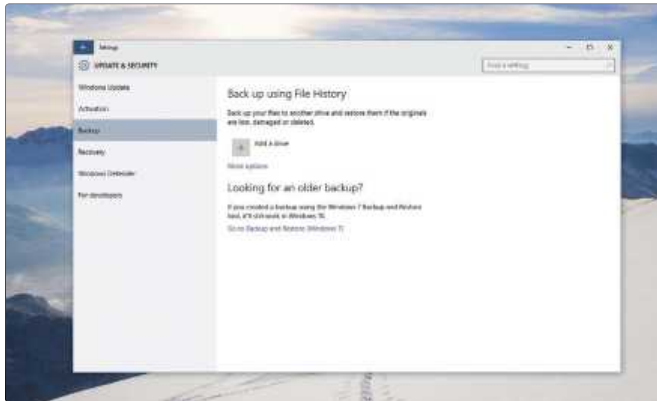 Settings
UPDATE & SECURITY
Find a setting
Windows Update
Activation
Backup
Recovery
Windows Defender
For developers
Back up using File History
Back up your files to another drive and restore them if the originals
are lost, damaged or deleted.
Add a drive
More options
Looking for an older backup?
If you created a backup using the Windows 7 Backup and Restore
tool, it'll still work in Windows 10.
Go to Backup and Restore (Windows 7)